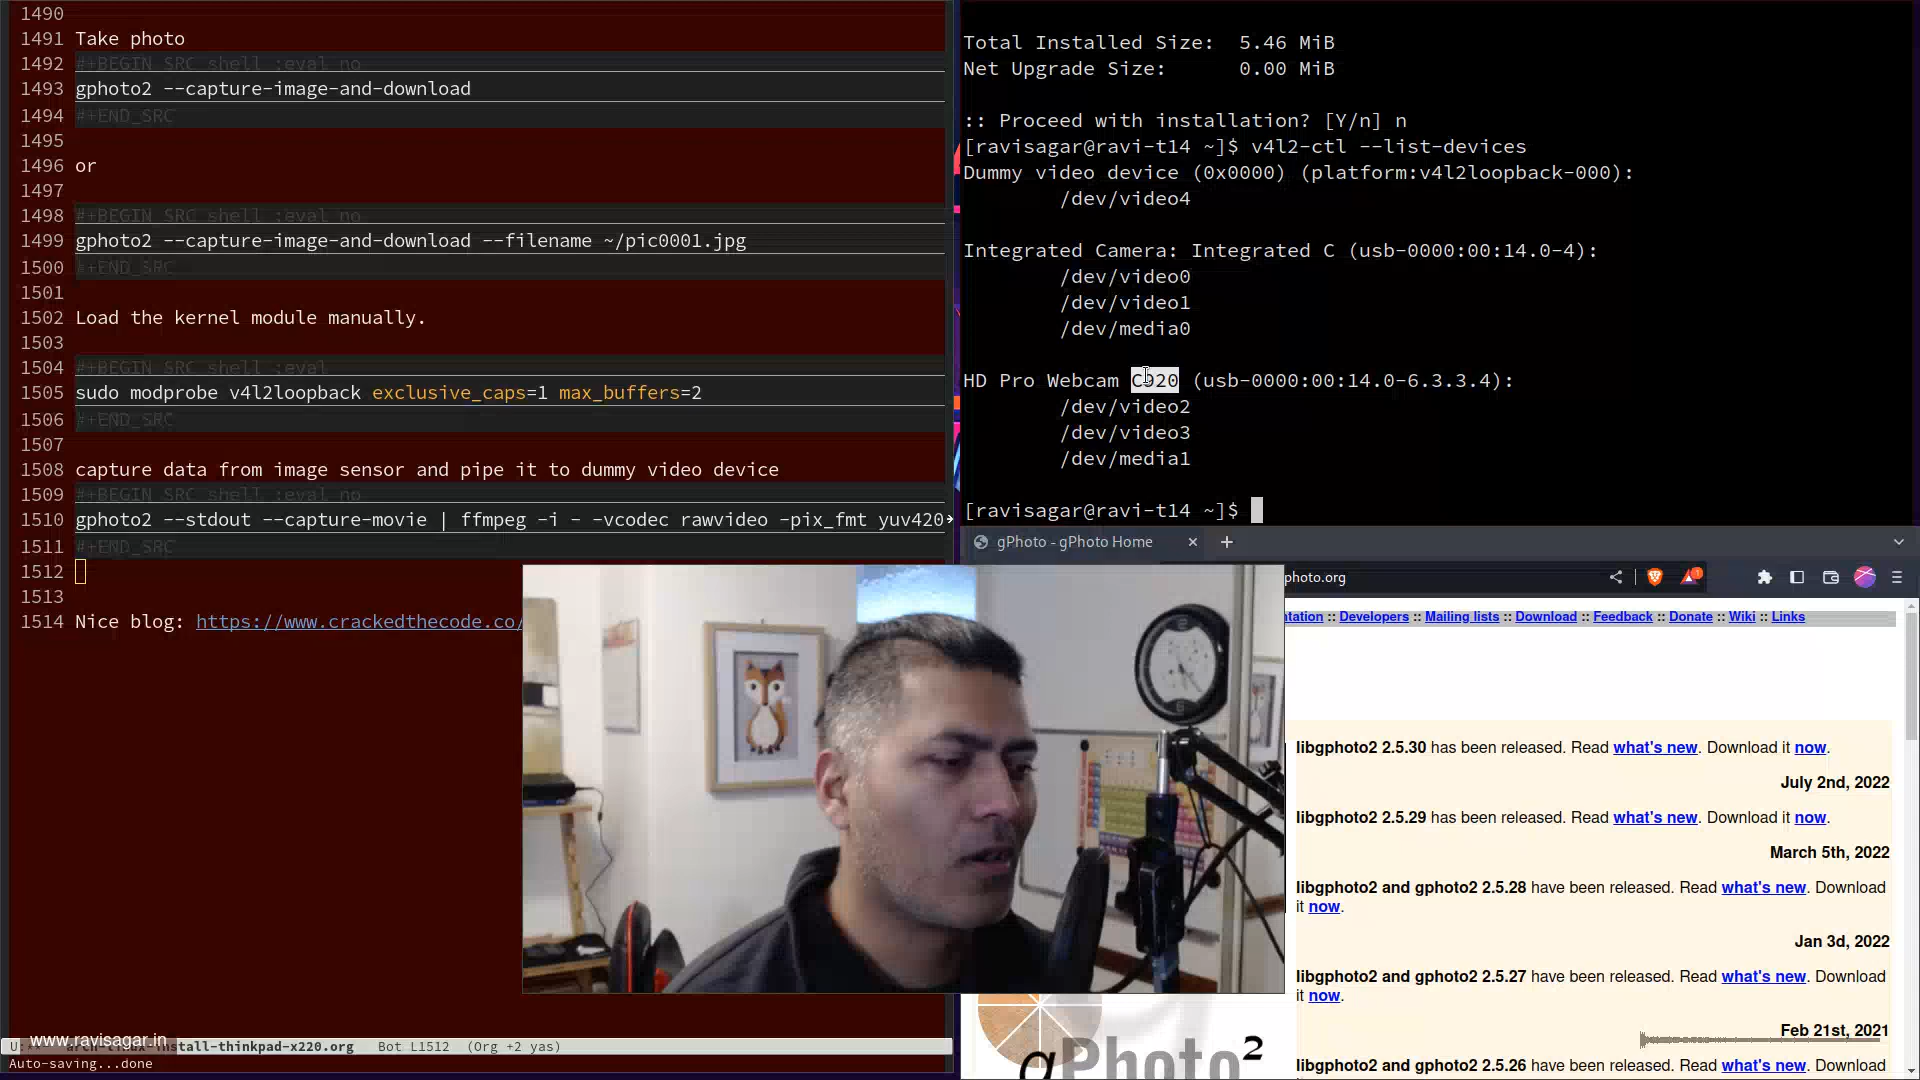 1490
1491 Take photo
1492 #+BEGIN_SRC shell :eval no
1493 gphoto2 --capture-image-and-download
1494 #+END_SRC
1495
1496 or
1497
1498 #+BEGIN_SRC shell :eval no
1499 gphoto2 --capture-image-and-download --filename ~/pic0001.jpg
1500 #+END_SRC
1501
1502 Load the kernel module manually.
1503
1504 #+BEGIN_SRC shell :eval
1505 sudo modprobe v4l2loopback exclusive_caps=1 max_buffers=2
1506 #+END_SRC
1507
1508 capture data from image sensor and pipe it to dummy video device
1509 #+BEGIN_SRC shell :eval no
1510 gphoto2 --stdout --capture-movie | ffmpeg -i - -vcodec rawvideo -pix_fmt yuv420
1511 #+END_SRC
1512
1513
1514 Nice blog: https://www.crackedthecode.co/
www.ravisagar.in
U:
install-thinkpad-x220.org Bot L1512 (Org +2 yas)
Auto-saving...done
Total Installed Size: 5.46 MiB
Net Upgrade Size: 0.00 MiB
:: Proceed with installation? [Y/n] n
[ravisagar@ravi-t14 ~]$ v4l2-ctl --list-devices
Dummy video device (0x0000) (platform:v4l2loopback-000):
/dev/video4
Integrated Camera: Integrated C (usb-0000:00:14.0-4):
/dev/video0
/dev/video1
/dev/media0
HD Pro Webcam C920 (usb-0000:00:14.0-6.3.3.4):
/dev/video2
/dev/video3
/dev/media1
[ravisagar@ravi-t14 ~]$
gPhoto - gPhoto Home
photo.org
ntation :: Developers :: Mailing lists :: Download :: Feedback :: Donate :: Wiki :: Links
libgphoto2 2.5.30 has been released. Read what's new. Download it now.
July 2nd, 2022
libgphoto2 2.5.29 has been released. Read what's new. Download it now.
March 5th, 2022
libgphoto2 and gphoto2 2.5.28 have been released. Read what's new. Download
it now.
Jan 3d, 2022
libgphoto2 and gphoto2 2.5.27 have been released. Read what's new. Download
it now.
Feb 21st, 2021
libgphoto2 and gphoto2 2.5.26 have been released. Read what's new. Download
gPhoto²